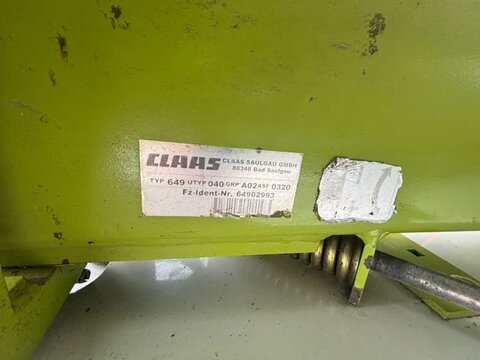 CLAAS CLAAS SAULGAU GMBH
88348 Bad Saulgau
TYP 649 UTYP 040 GRP A02 ASF 0320
Fz-Ident-Nr. 64902993